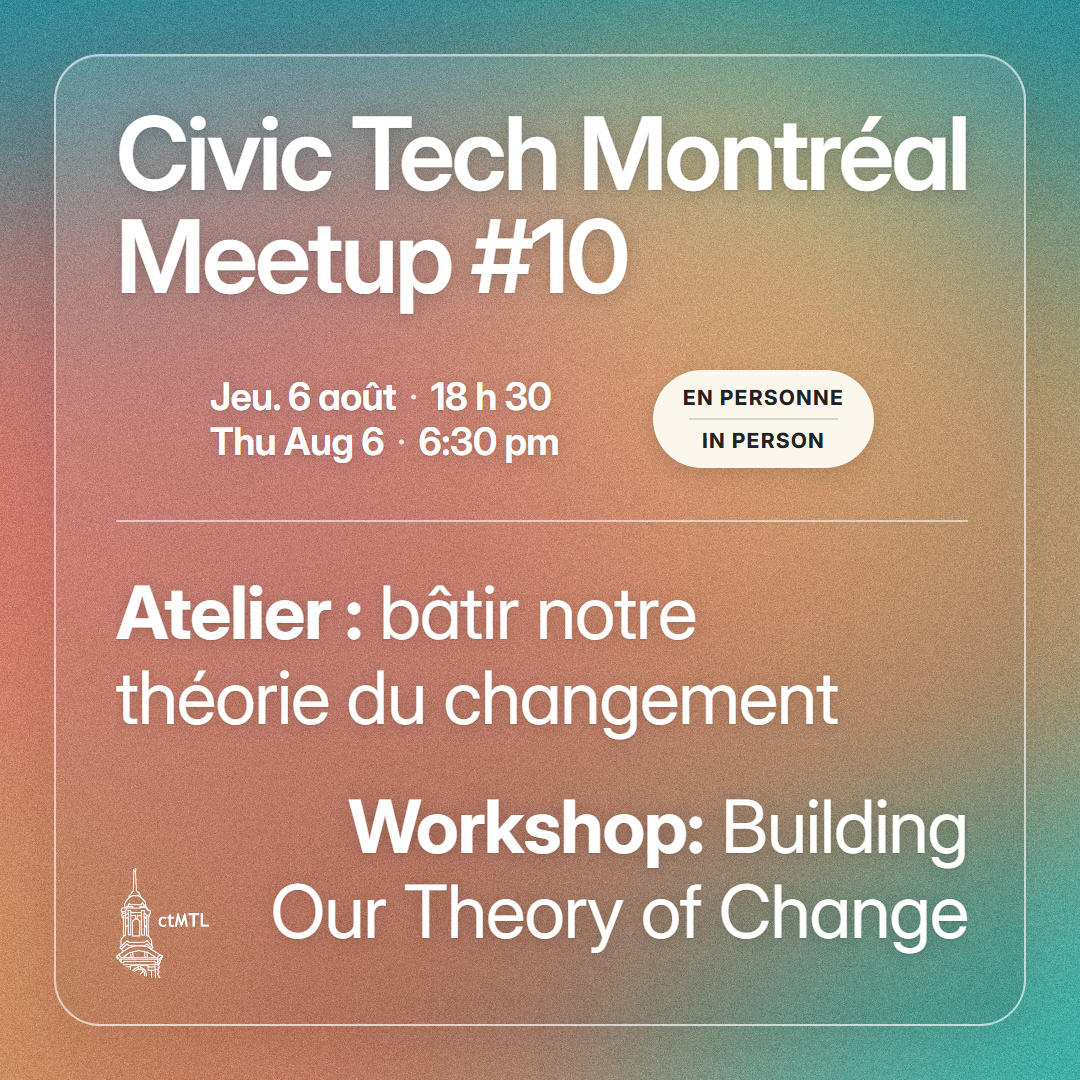 Civic Tech Montréal
Meetup #10
Jeu. 6 août · 18 h 30
Thu Aug 6 · 6:30 pm
EN PERSONNE
IN PERSON
Atelier : bâtir notre
théorie du changement
Workshop: Building
Our Theory of Change
ctMTL